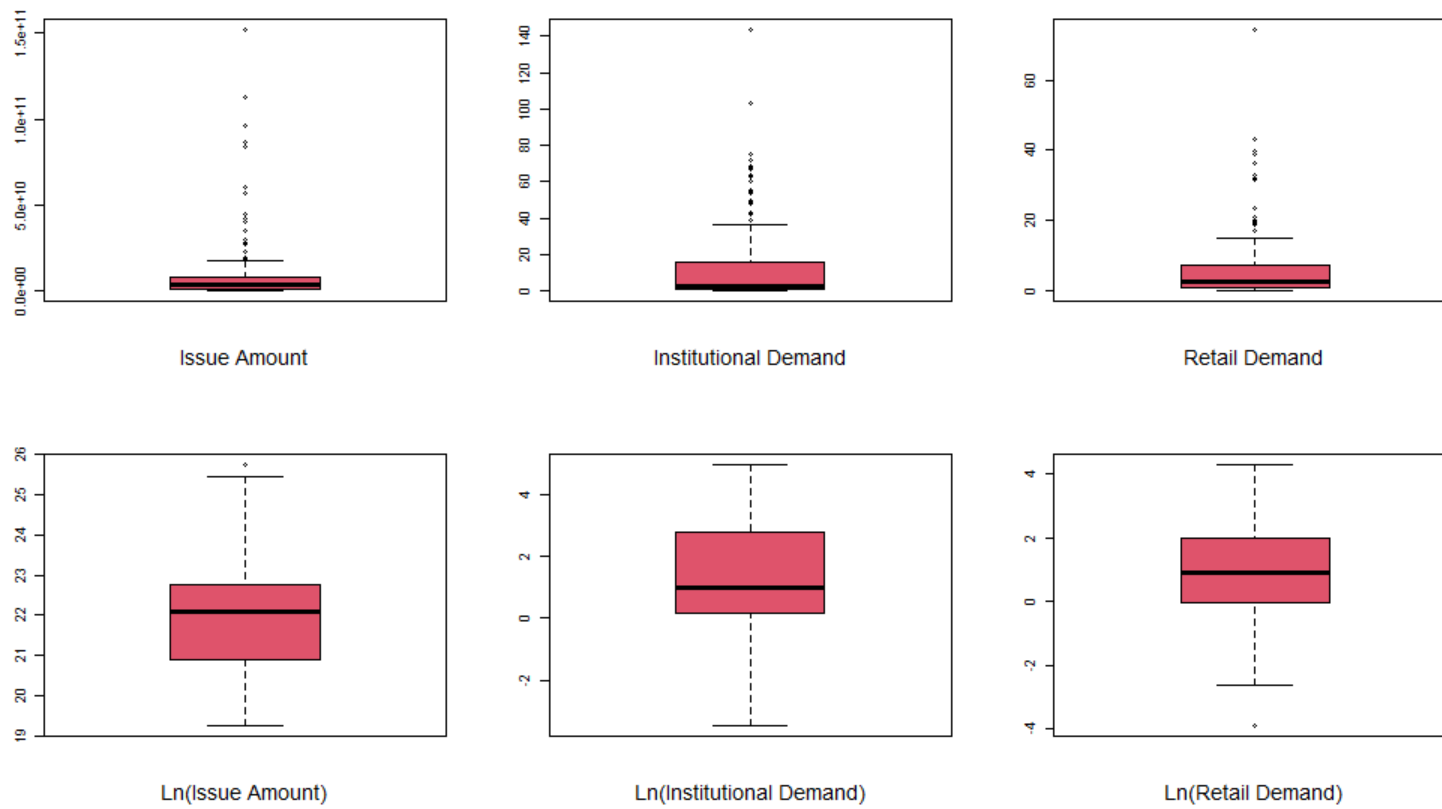 0.0e+00 5.0e+10 1.0e+11 1.5e+11
Issue Amount
0 20 40 60 80 100 120 140
Institutional Demand
0 20 40 60
Retail Demand
19 20 21 22 23 24 25 26
Ln(Issue Amount)
-2 0 2 4
Ln(Institutional Demand)
-4 -2 0 2 4
Ln(Retail Demand)